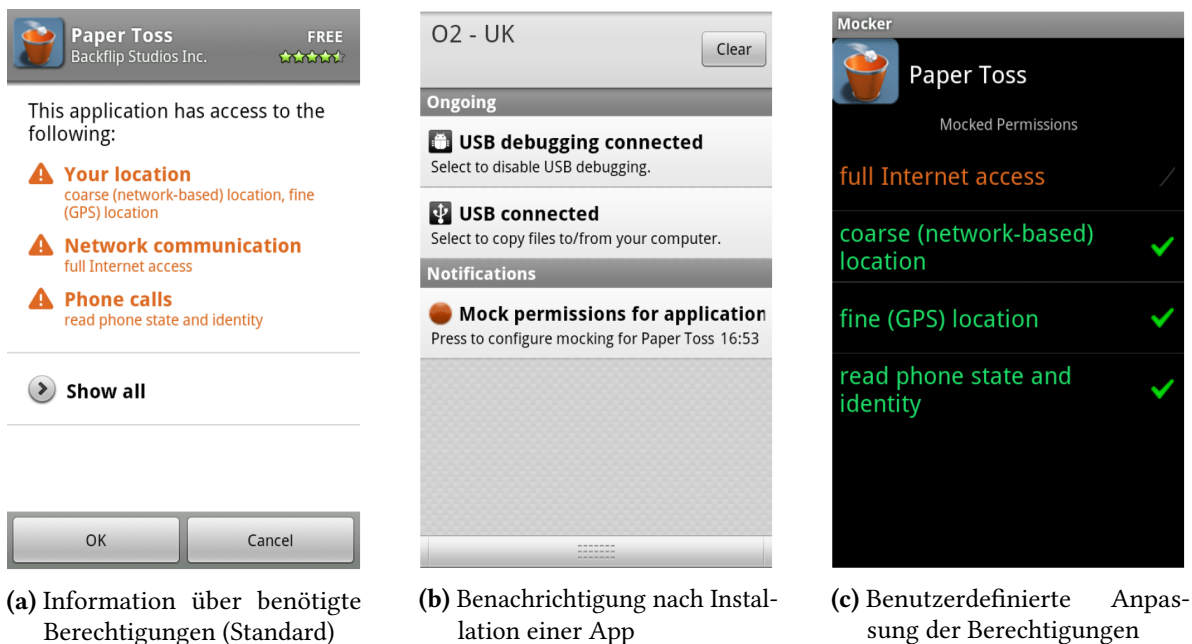 Paper Toss
FREE
Backflip Studios Inc.
This application has access to the
following:
Your location
coarse (network-based) location, fine
(GPS) location
Network communication
full Internet access
Phone calls
read phone state and identity
Show all
OK
Cancel
(a) Information über benötigte
Berechtigungen (Standard)
O2 - UK
Clear
Ongoing
USB debugging connected
Select to disable USB debugging.
USB connected
Select to copy files to/from your computer.
Notifications
Mock permissions for application
Press to configure mocking for Paper Toss 16:53
(b) Benachrichtigung nach Instal-
lation einer App
Mocker
Paper Toss
Mocked Permissions
full Internet access
coarse (network-based)
location
fine (GPS) location
read phone state and
identity
(c) Benutzerdefinierte Anpas-
sung der Berechtigungen